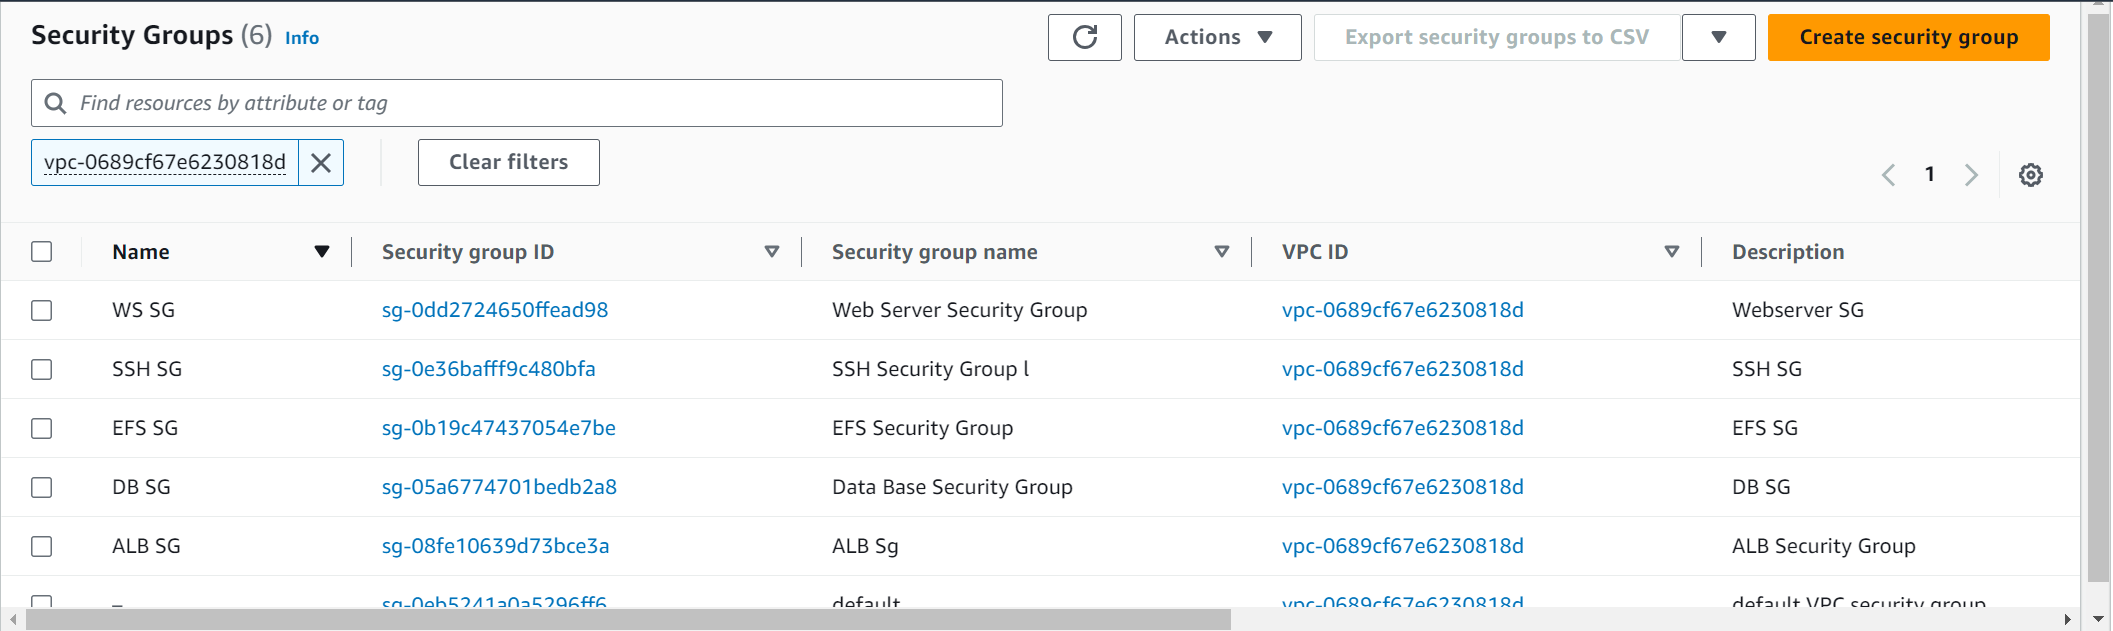 Security Groups (6) Info
Actions
Export security groups to CSV
Create security group
Find resources by attribute or tag
vpc-0689cf67e6230818d
Clear filters
1
Name Security group ID Security group name VPC ID Description
WS SG sg-0dd2724650ffead98 Web Server Security Group vpc-0689cf67e6230818d Webserver SG
SSH SG sg-0e36bafff9c480bfa SSH Security Group l vpc-0689cf67e6230818d SSH SG
EFS SG sg-0b19c47437054e7be EFS Security Group vpc-0689cf67e6230818d EFS SG
DB SG sg-05a6774701bedb2a8 Data Base Security Group vpc-0689cf67e6230818d DB SG
ALB SG sg-08fe10639d73bce3a ALB Sg vpc-0689cf67e6230818d ALB Security Group
– sg-0eb5241a0a5296ff6 default vpc-0689cf67e6230818d default VPC security group